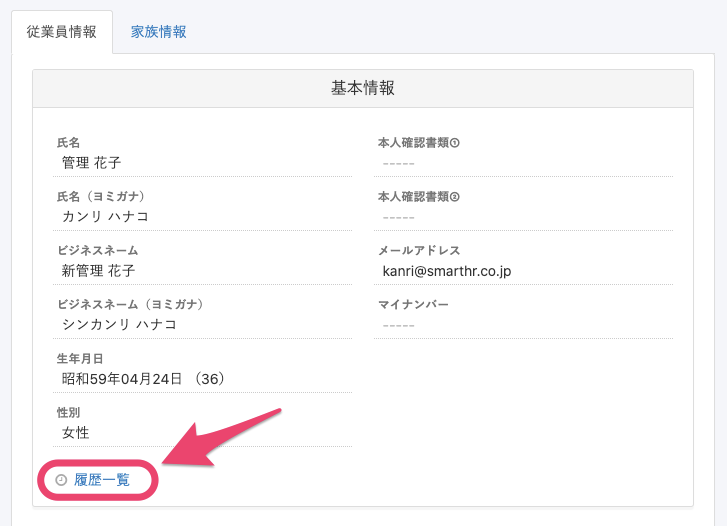 従業員情報
家族情報
基本情報
氏名
管理 花子
氏名（ヨミガナ）
カンリ ハナコ
ビジネスネーム
新管理 花子
ビジネスネーム（ヨミガナ）
シンカンリ ハナコ
生年月日
昭和59年04月24日 （36）
性別
女性
履歴一覧
本人確認書類①
-----
本人確認書類②
-----
メールアドレス
kanri@smarthr.co.jp
マイナンバー
-----